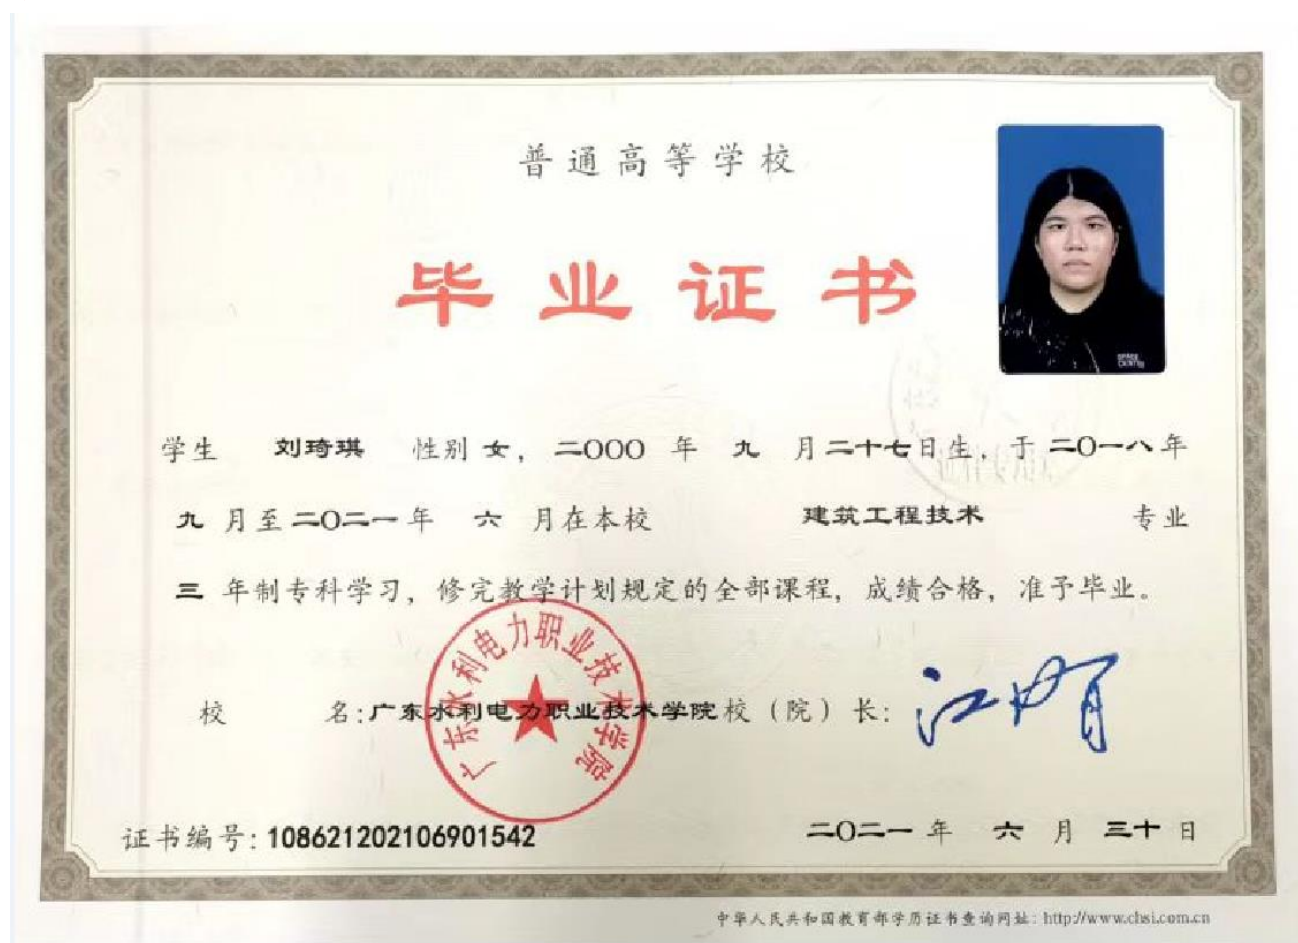 普通高等学校
毕业证书
学生 刘琦琪 性别 女，二〇〇〇年 九 月二十七日生，于二〇一八年
九 月至二〇二一年 六 月在本校 建筑工程技术 专业
三 年制专科学习，修完教学计划规定的全部课程，成绩合格，准予毕业。
广东水利电力职业技术学院
校 名：广东水利电力职业技术学院校（院）长：
证书编号：108621202106901542
二〇二一 年 六 月 三十 日
中华人民共和国教育部学历证书查询网址：http://www.chsi.com.cn